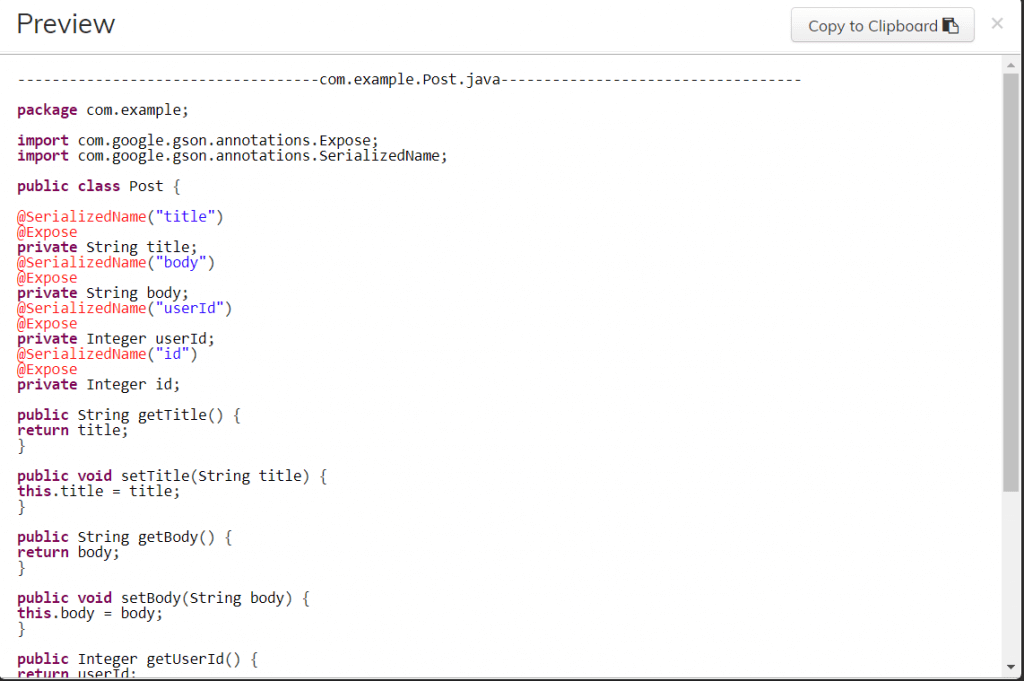 Preview
Copy to Clipboard
-----------------------------------com.example.Post.java-----------------------------------
package com.example;
import com.google.gson.annotations.Expose;
import com.google.gson.annotations.SerializedName;
public class Post {
@SerializedName("title")
@Expose
private String title;
@SerializedName("body")
@Expose
private String body;
@SerializedName("userId")
@Expose
private Integer userId;
@SerializedName("id")
@Expose
private Integer id;
public String getTitle() {
return title;
}
public void setTitle(String title) {
this.title = title;
}
public String getBody() {
return body;
}
public void setBody(String body) {
this.body = body;
}
public Integer getUserId() {
return userId;